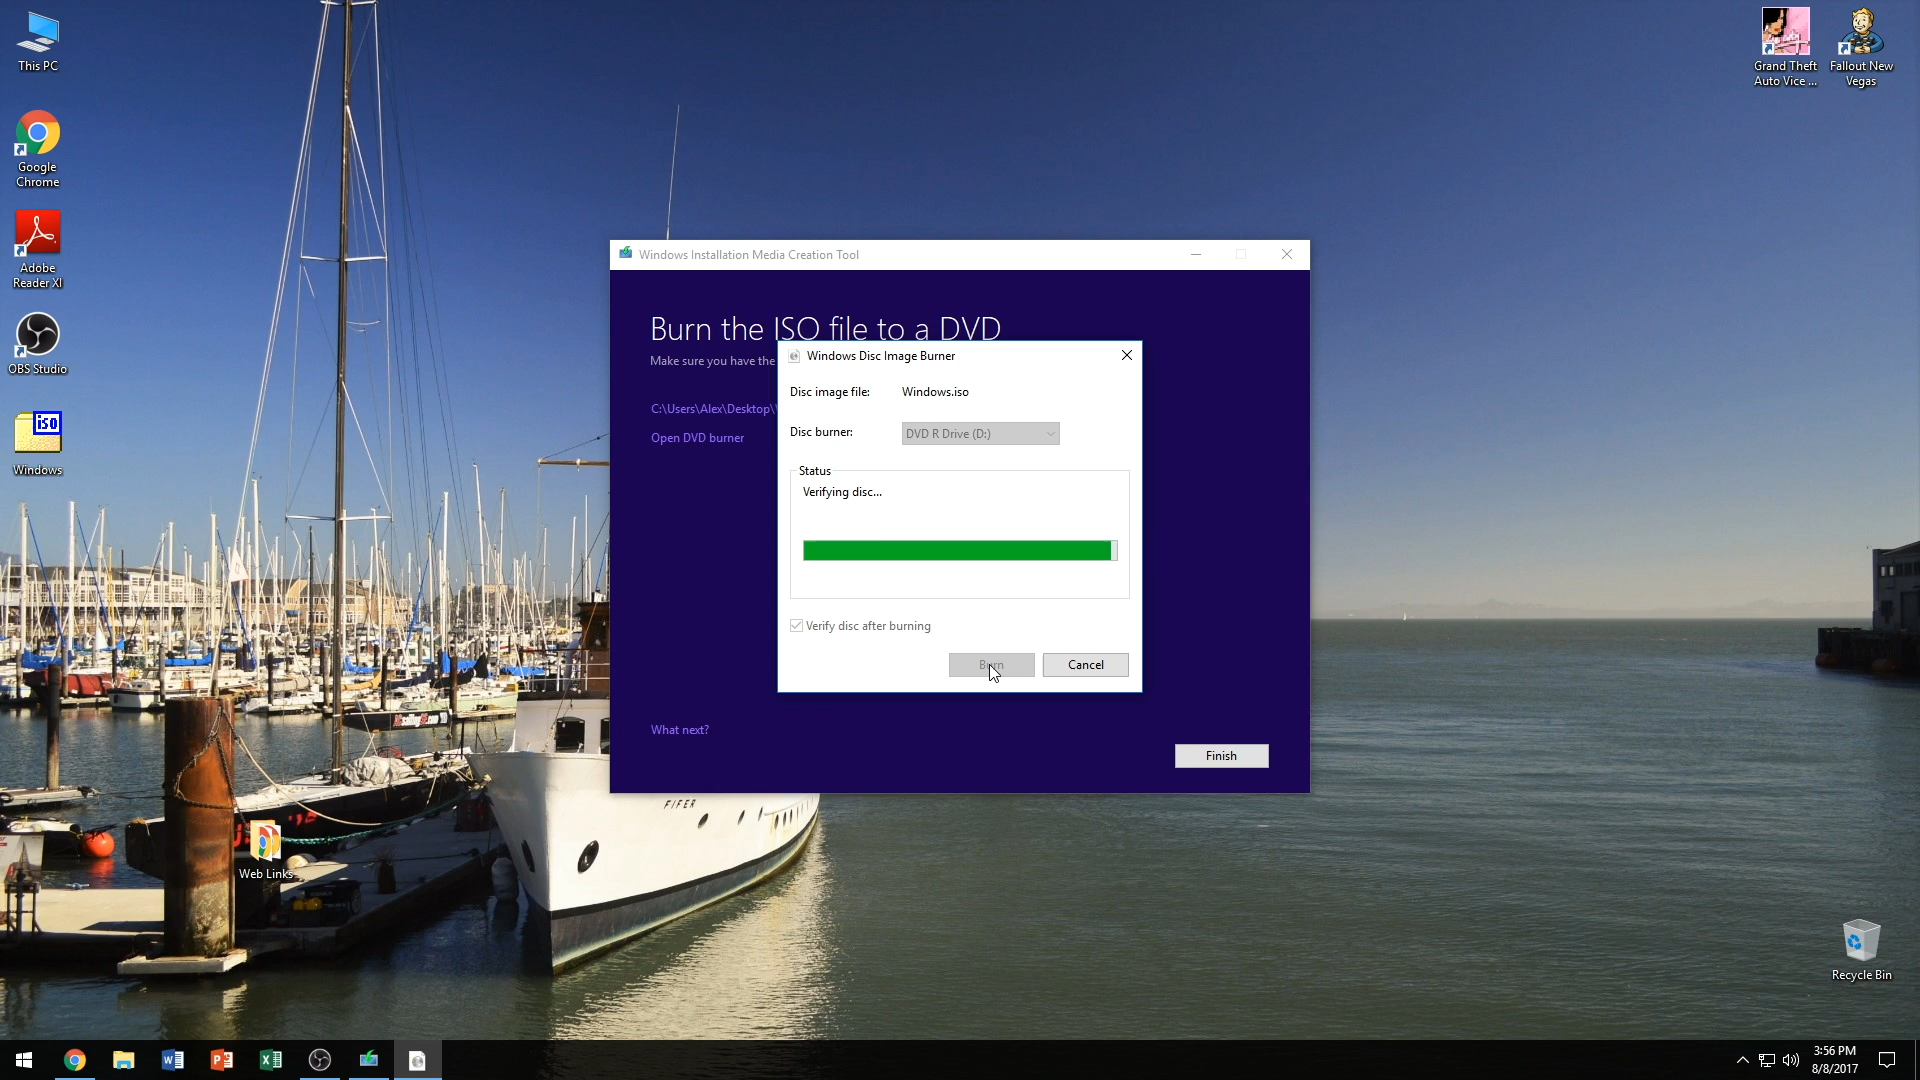 This PC
Google
Chrome
Adobe
Reader XI
OBS Studio
iso
Windows
Web Links
Grand Theft
Auto Vice ...
Fallout New
Vegas
Recycle Bin
Windows Installation Media Creation Tool
Burn the ISO file to a DVD
Make sure you have the
C:\Users\Alex\Desktop\
Open DVD burner
Windows Disc Image Burner
Disc image file: Windows.iso
Disc burner: DVD R Drive (D:)
Status
Verifying disc...
Verify disc after burning
Burn Cancel
What next?
Finish
FIFER
3:56 PM
8/8/2017